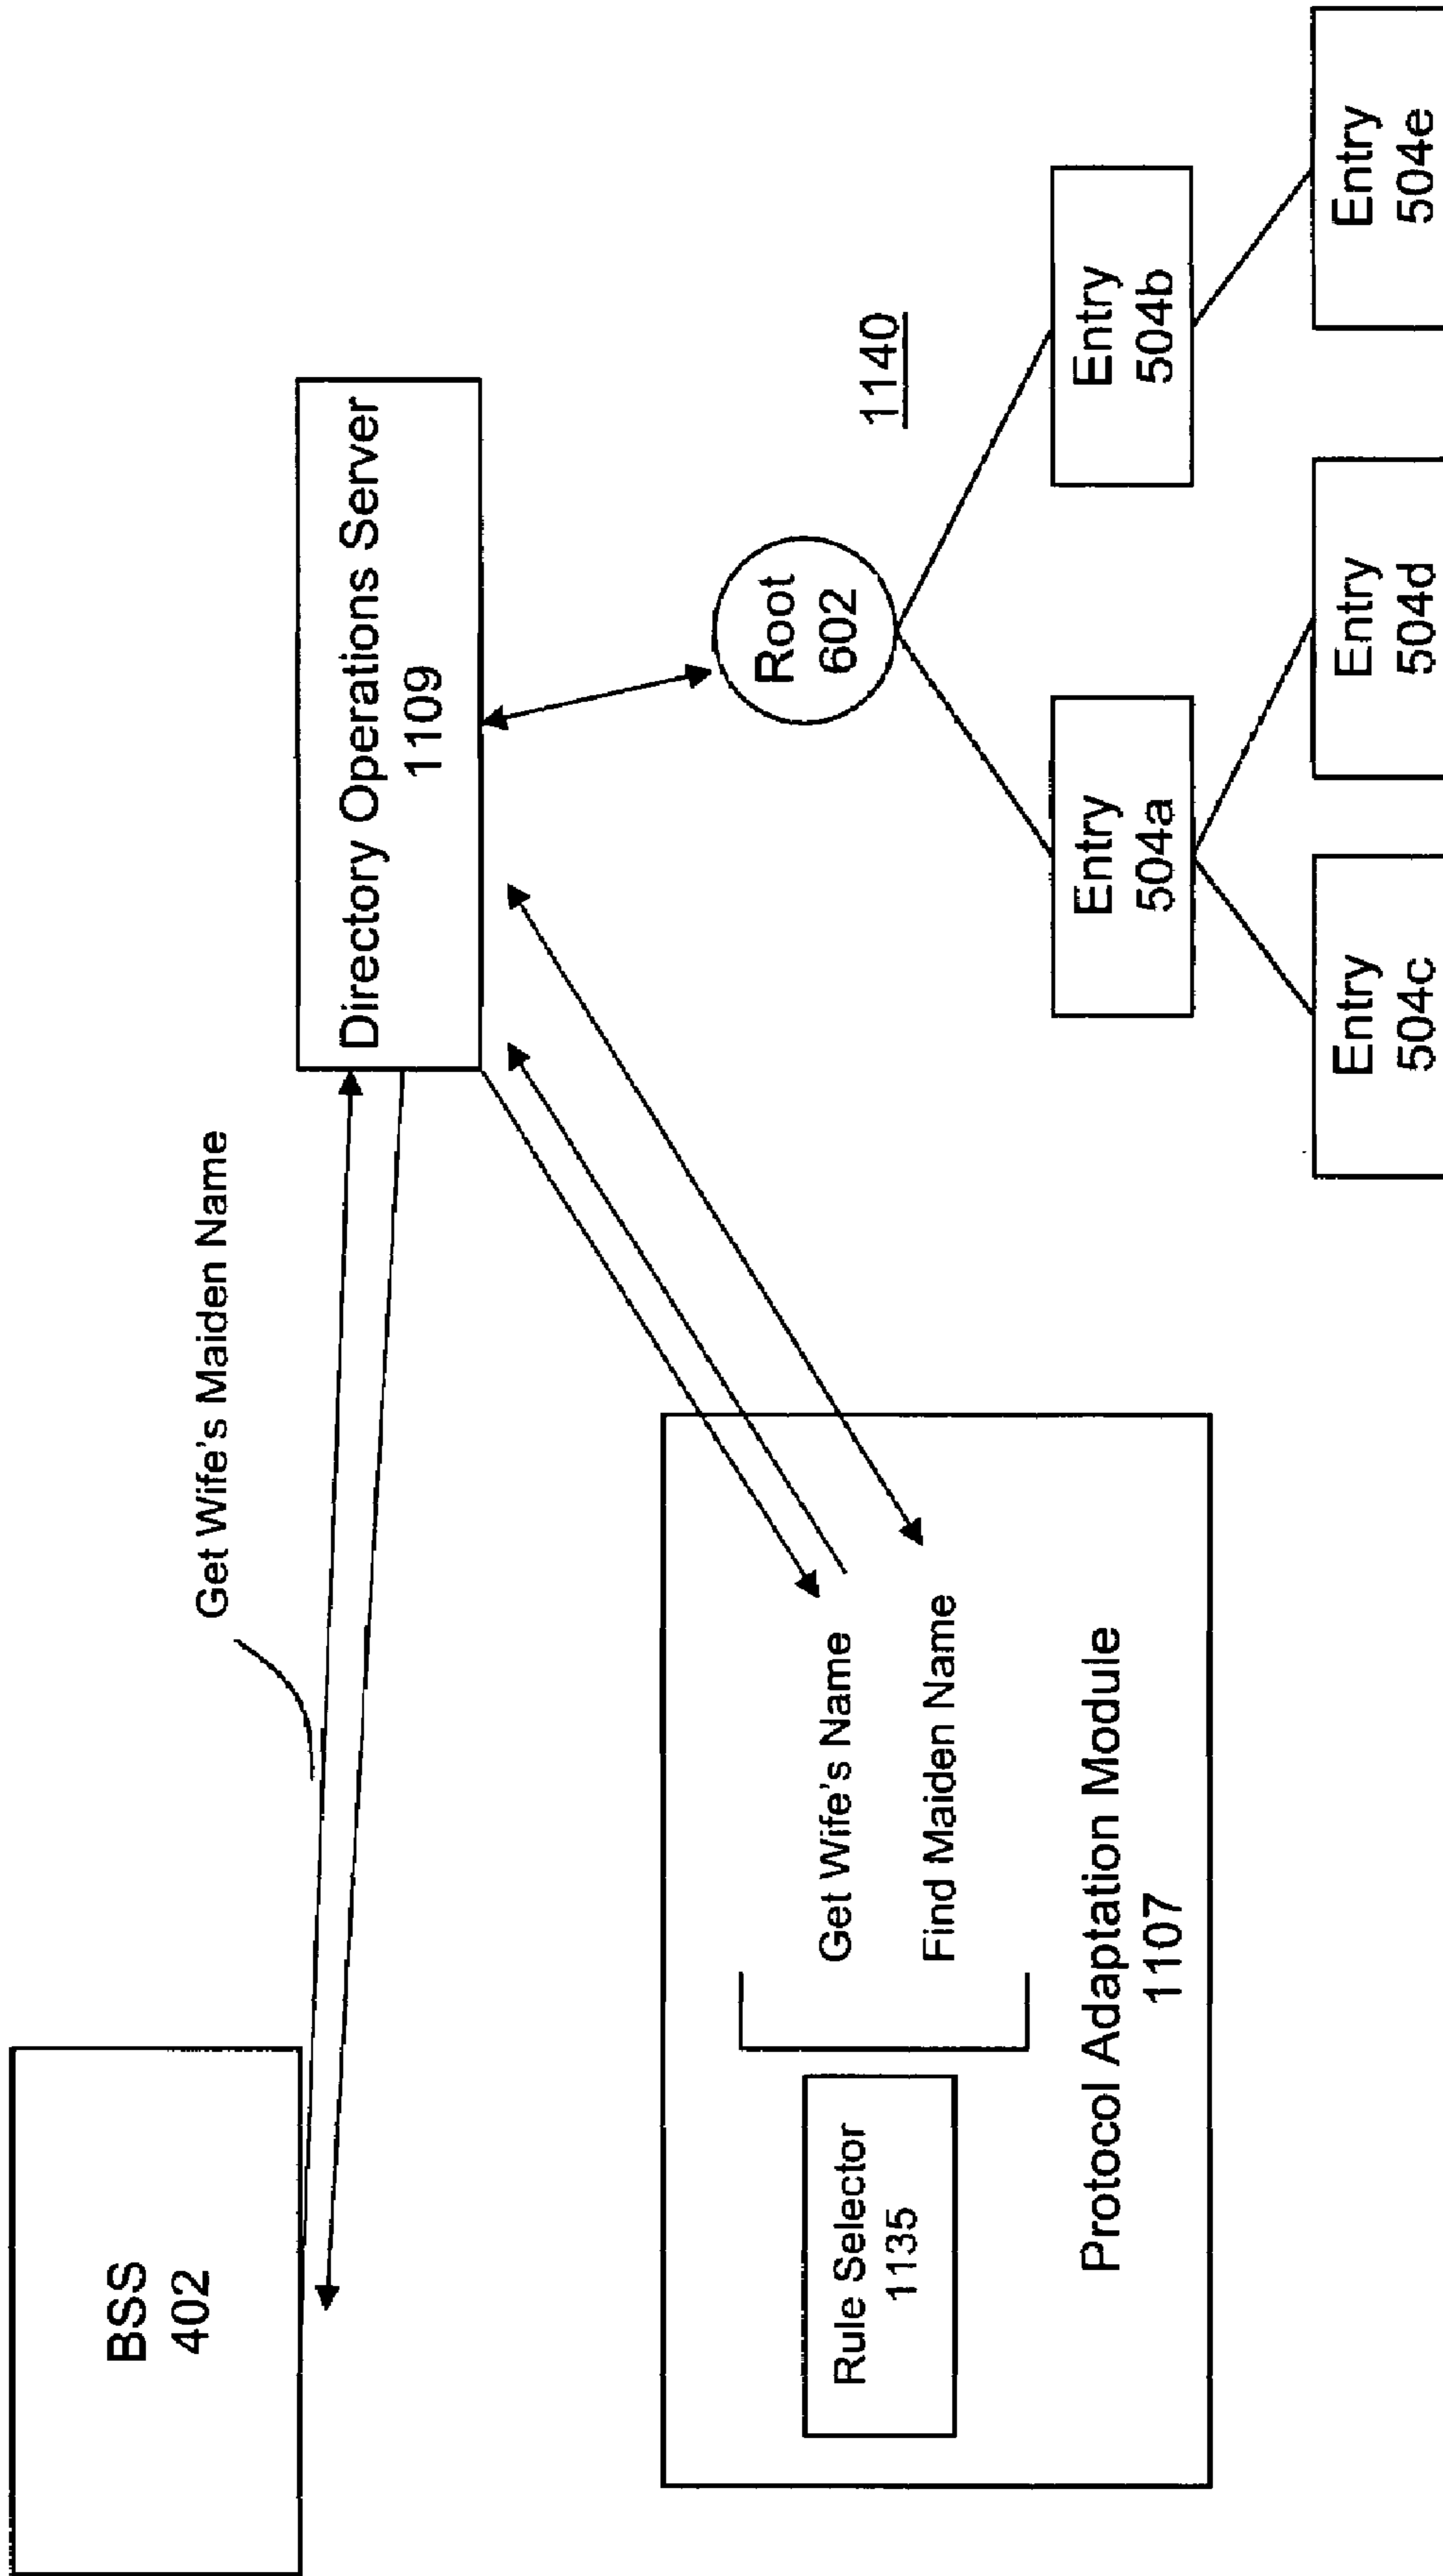 BSS
402
Get Wife's Maiden Name
Directory Operations Server
1109
Rule Selector
1135
Get Wife's Name
Find Maiden Name
Protocol Adaptation Module
1107
Root
602
1140
Entry
504a
Entry
504b
Entry
504c
Entry
504d
Entry
504e